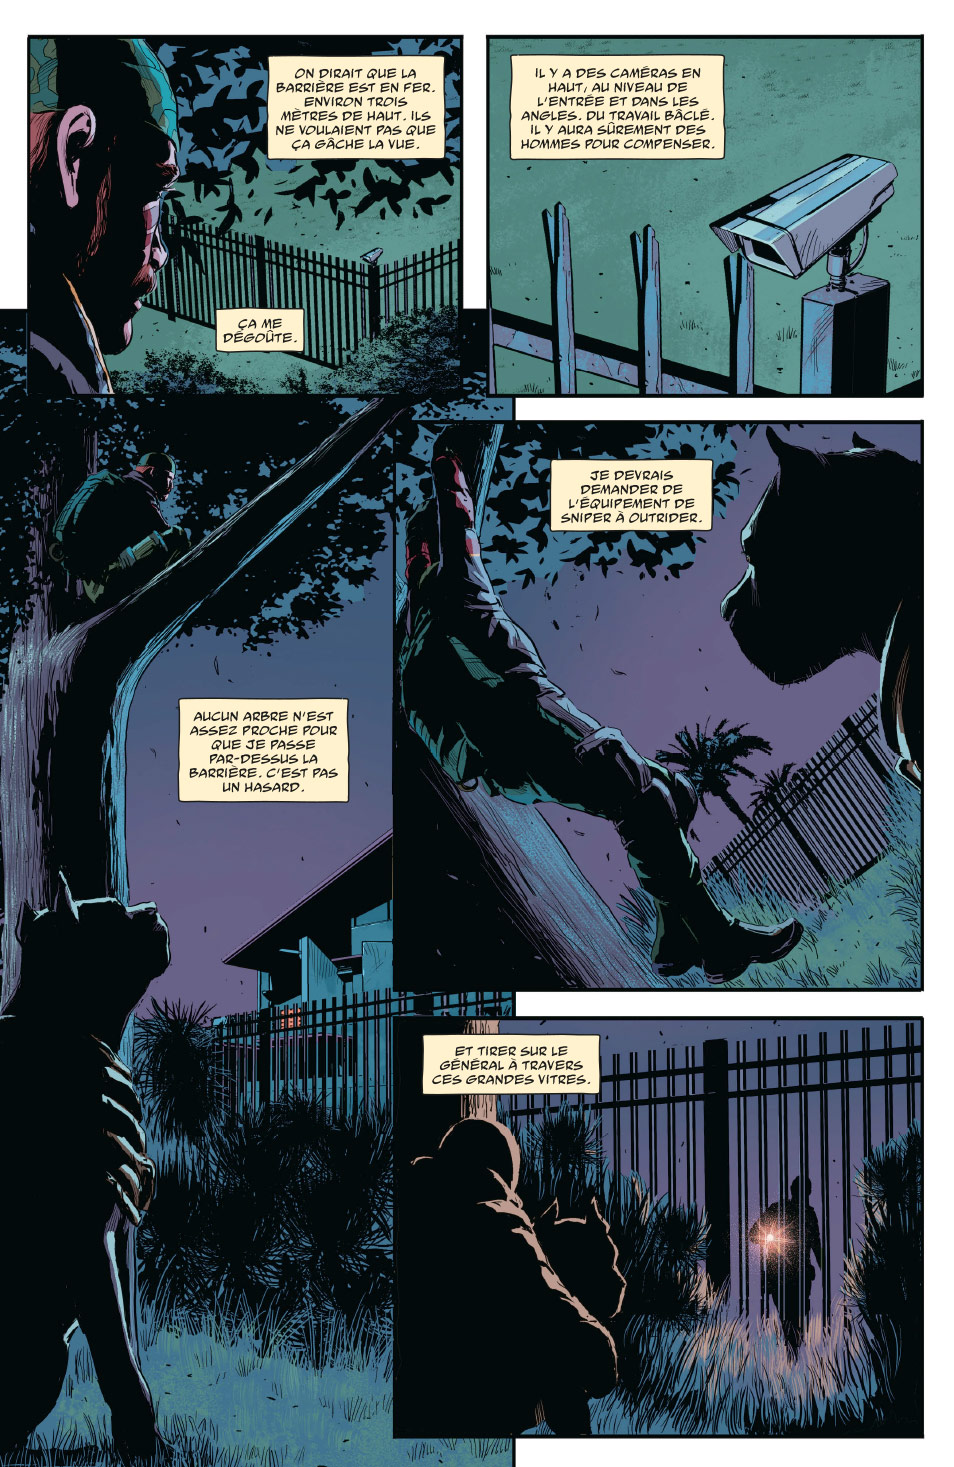 ON DIRAIT QUE LA
BARRIÈRE EST EN FER.
ENVIRON TROIS
MÈTRES DE HAUT. ILS
NE VOULAIENT PAS QUE
ÇA GÂCHE LA VUE.
ÇA ME
DÉGOÛTE.
IL Y A DES CAMÉRAS EN
HAUT, AU NIVEAU DE
L'ENTRÉE ET DANS LES
ANGLES. DU TRAVAIL BÂCLÉ.
IL Y AURA SÛREMENT DES
HOMMES POUR COMPENSER.
AUCUN ARBRE N'EST
ASSEZ PROCHE POUR
QUE JE PASSE
PAR-DESSUS LA
BARRIÈRE. C'EST PAS
UN HASARD.
JE DEVRAIS
DEMANDER DE
L'ÉQUIPEMENT DE
SNIPER À OUTRIDER.
ET TIRER SUR LE
GÉNÉRAL À TRAVERS
CES GRANDES VITRES.